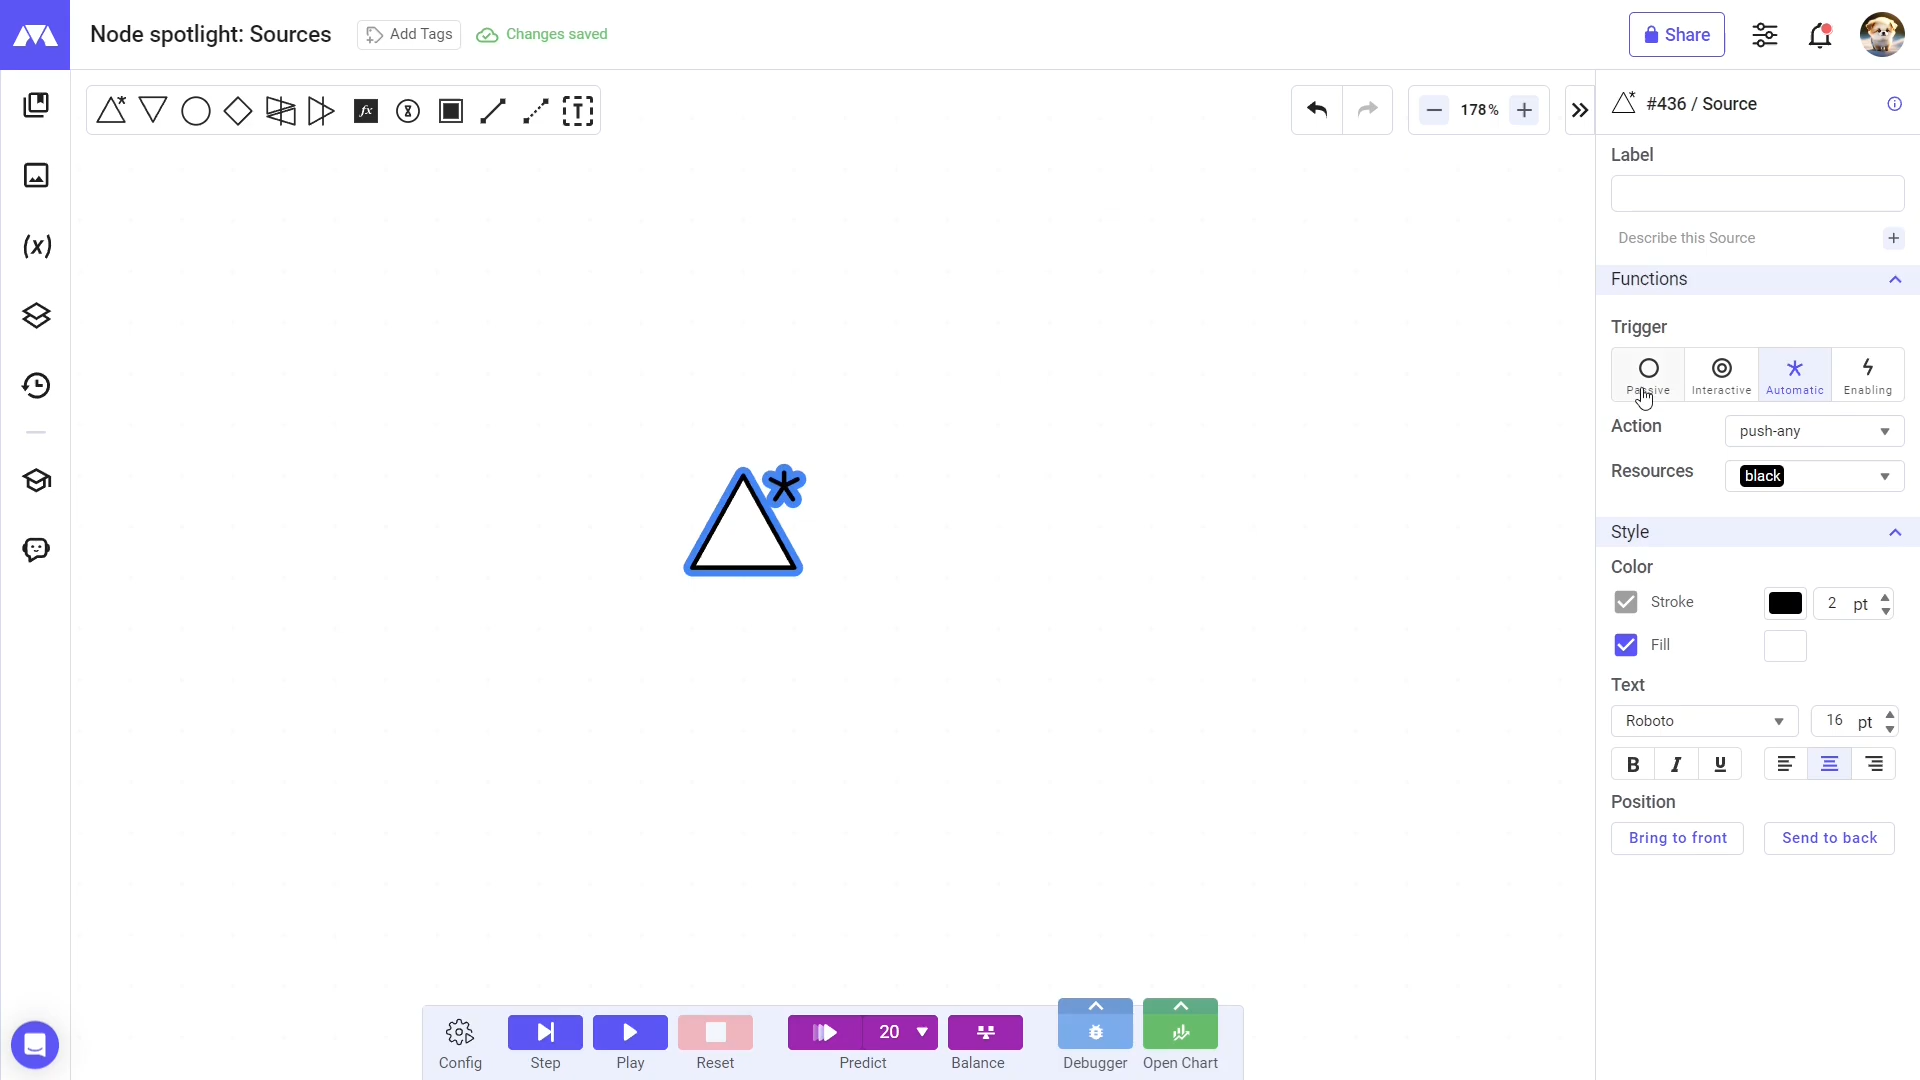 Node spotlight: Sources
Add Tags
Changes saved
Share
fx
T
178%
#436 / Source
(x)
Label
Describe this Source
Functions
Trigger
Passive
Interactive
Automatic
Enabling
Action
push-any
Resources
black
Style
Color
Stroke
2 pt
Fill
Text
Roboto
16 pt
B I U
Position
Bring to front
Send to back
20
Config
Step
Play
Reset
Predict
Balance
Debugger
Open Chart